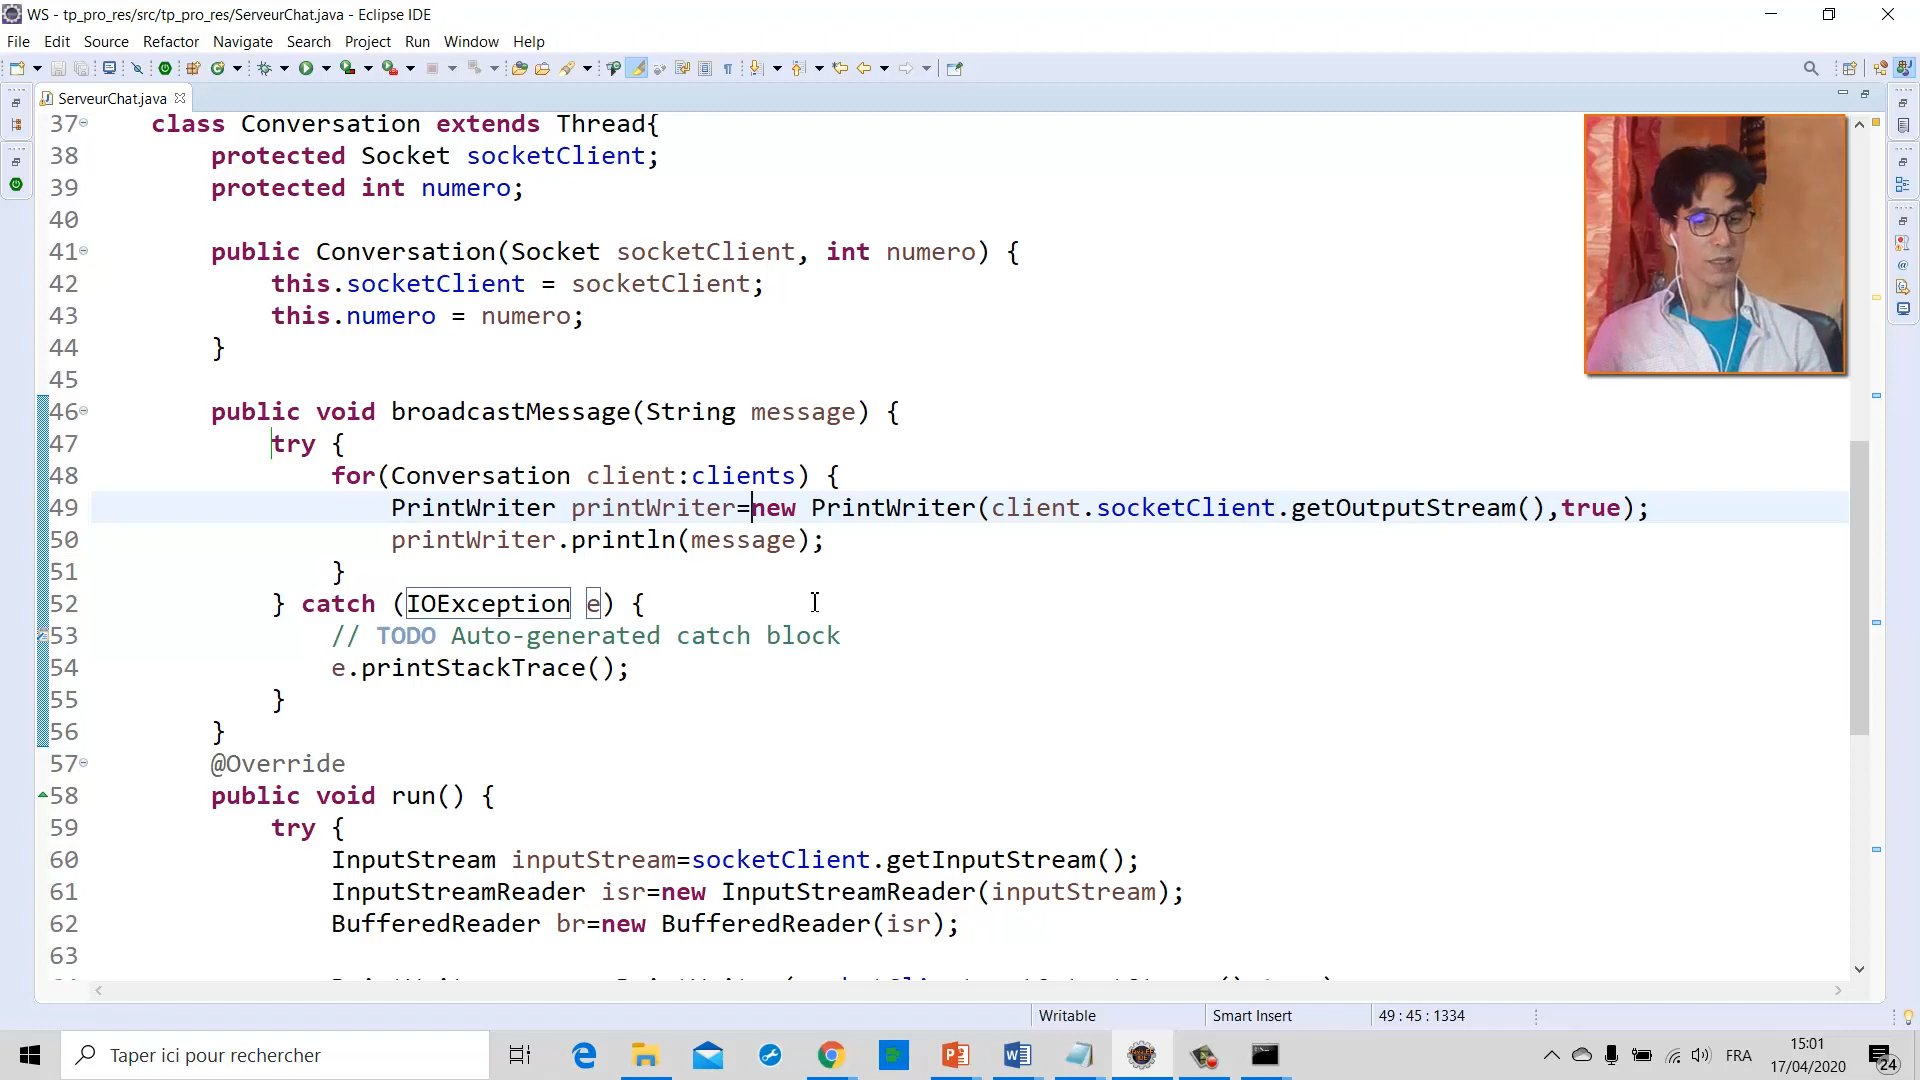 WS - tp_pro_res/src/tp_pro_res/ServeurChat.java - Eclipse IDE
File Edit Source Refactor Navigate Search Project Run Window Help
ServeurChat.java
37 class Conversation extends Thread{
38 protected Socket socketClient;
39 protected int numero;
40
41 public Conversation(Socket socketClient, int numero) {
42 this.socketClient = socketClient;
43 this.numero = numero;
44 }
45
46 public void broadcastMessage(String message) {
47 try {
48 for(Conversation client:clients) {
49 PrintWriter printWriter=new PrintWriter(client.socketClient.getOutputStream(),true);
50 printWriter.println(message);
51 }
52 } catch (IOException e) {
53 // TODO Auto-generated catch block
54 e.printStackTrace();
55 }
56 }
57 @Override
58 public void run() {
59 try {
60 InputStream inputStream=socketClient.getInputStream();
61 InputStreamReader isr=new InputStreamReader(inputStream);
62 BufferedReader br=new BufferedReader(isr);
63
Writable Smart Insert 49 : 45 : 1334
Taper ici pour rechercher
FRA
15:01
17/04/2020
24